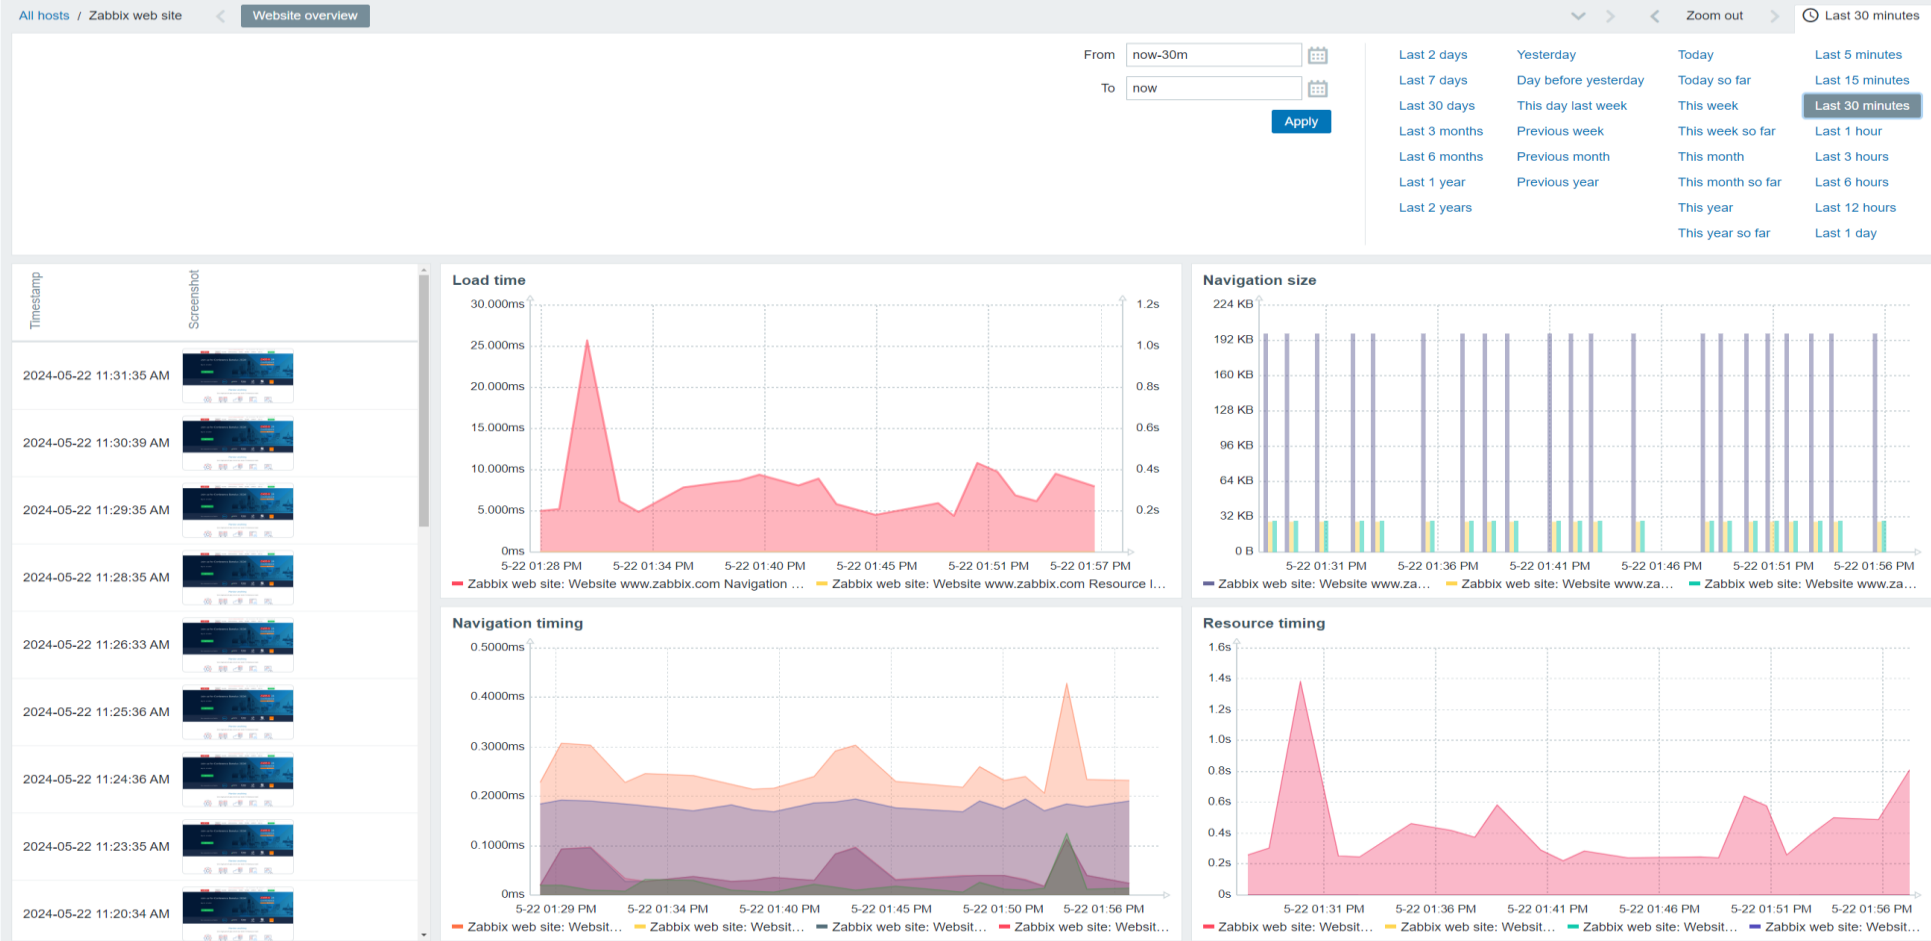 All hosts / Zabbix web site
Website overview
Zoom out
Last 30 minutes
From now-30m
To now
Apply
Last 2 days Yesterday Today Last 5 minutes
Last 7 days Day before yesterday Today so far Last 15 minutes
Last 30 days This day last week This week Last 30 minutes
Last 3 months Previous week This week so far Last 1 hour
Last 6 months Previous month This month Last 3 hours
Last 1 year Previous year This month so far Last 6 hours
Last 2 years This year Last 12 hours
This year so far Last 1 day
Timestamp
Screenshot
2024-05-22 11:31:35 AM
2024-05-22 11:30:39 AM
2024-05-22 11:29:35 AM
2024-05-22 11:28:35 AM
2024-05-22 11:26:33 AM
2024-05-22 11:25:36 AM
2024-05-22 11:24:36 AM
2024-05-22 11:23:35 AM
2024-05-22 11:20:34 AM
Load time
30.000ms 1.2s
25.000ms 1.0s
20.000ms 0.8s
15.000ms 0.6s
10.000ms 0.4s
5.000ms 0.2s
0ms
5-22 01:28 PM 5-22 01:34 PM 5-22 01:40 PM 5-22 01:45 PM 5-22 01:51 PM 5-22 01:57 PM
Zabbix web site: Website www.zabbix.com Navigation ... Zabbix web site: Website www.zabbix.com Resource l...
Navigation size
224 KB
192 KB
160 KB
128 KB
96 KB
64 KB
32 KB
0 B
5-22 01:31 PM 5-22 01:36 PM 5-22 01:41 PM 5-22 01:46 PM 5-22 01:51 PM 5-22 01:56 PM
Zabbix web site: Website www.za... Zabbix web site: Website www.za... Zabbix web site: Website www.za...
Navigation timing
0.5000ms
0.4000ms
0.3000ms
0.2000ms
0.1000ms
0ms
5-22 01:29 PM 5-22 01:34 PM 5-22 01:40 PM 5-22 01:45 PM 5-22 01:50 PM 5-22 01:56 PM
Zabbix web site: Websit... Zabbix web site: Websit... Zabbix web site: Websit... Zabbix web site: Websit...
Resource timing
1.6s
1.4s
1.2s
1.0s
0.8s
0.6s
0.4s
0.2s
0s
5-22 01:31 PM 5-22 01:36 PM 5-22 01:41 PM 5-22 01:46 PM 5-22 01:51 PM 5-22 01:56 PM
Zabbix web site: Websit... Zabbix web site: Websit... Zabbix web site: Websit... Zabbix web site: Websit...